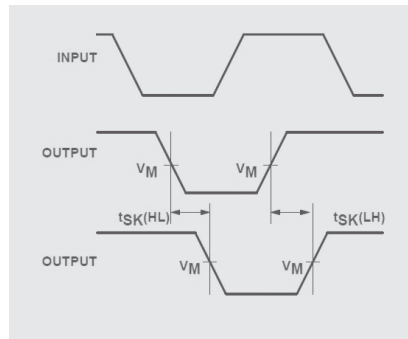 INPUT
OUTPUT
VM VM
tSK(HL) tSK(LH)
OUTPUT
VM VM